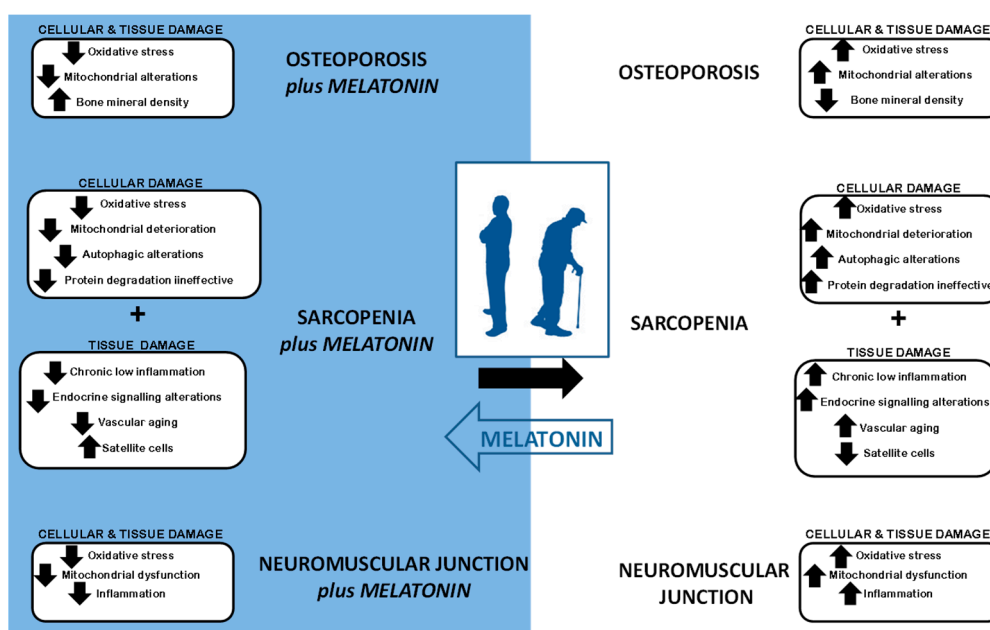 CELLULAR & TISSUE DAMAGE
Oxidative stress
Mitochondrial alterations
Bone mineral density
OSTEOPOROSIS
plus MELATONIN
OSTEOPOROSIS
CELLULAR & TISSUE DAMAGE
Oxidative stress
Mitochondrial alterations
Bone mineral density
CELLULAR DAMAGE
Oxidative stress
Mitochondrial deterioration
Autophagic alterations
Protein degradation iineffective
+
SARCOPENIA
plus MELATONIN
TISSUE DAMAGE
Chronic low inflammation
Endocrine signalling alterations
Vascular aging
Satellite cells
MELATONIN
SARCOPENIA
CELLULAR DAMAGE
Oxidative stress
Mitochondrial deterioration
Autophagic alterations
Protein degradation ineffective
+
TISSUE DAMAGE
Chronic low inflammation
Endocrine signalling alterations
Vascular aging
Satellite cells
CELLULAR & TISSUE DAMAGE
Oxidative stress
Mitochondrial dysfunction
Inflammation
NEUROMUSCULAR JUNCTION
plus MELATONIN
NEUROMUSCULAR
JUNCTION
CELLULAR & TISSUE DAMAGE
Oxidative stress
Mitochondrial dysfunction
Inflammation